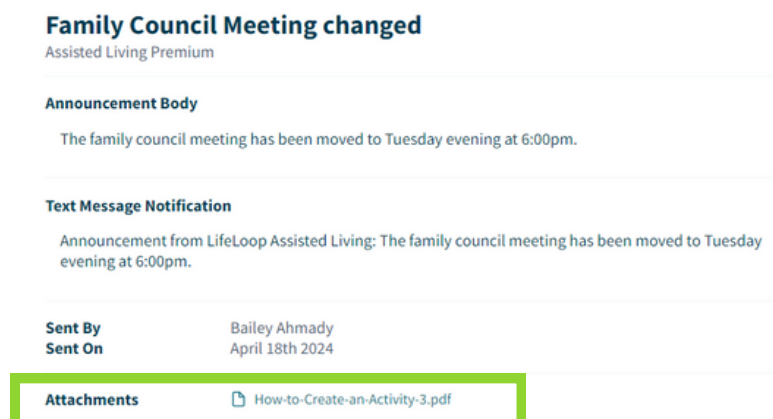 Family Council Meeting changed
Assisted Living Premium
Announcement Body
The family council meeting has been moved to Tuesday evening at 6:00pm.
Text Message Notification
Announcement from LifeLoop Assisted Living: The family council meeting has been moved to Tuesday
evening at 6:00pm.
Sent By Bailey Ahmady
Sent On April 18th 2024
Attachments How-to-Create-an-Activity-3.pdf